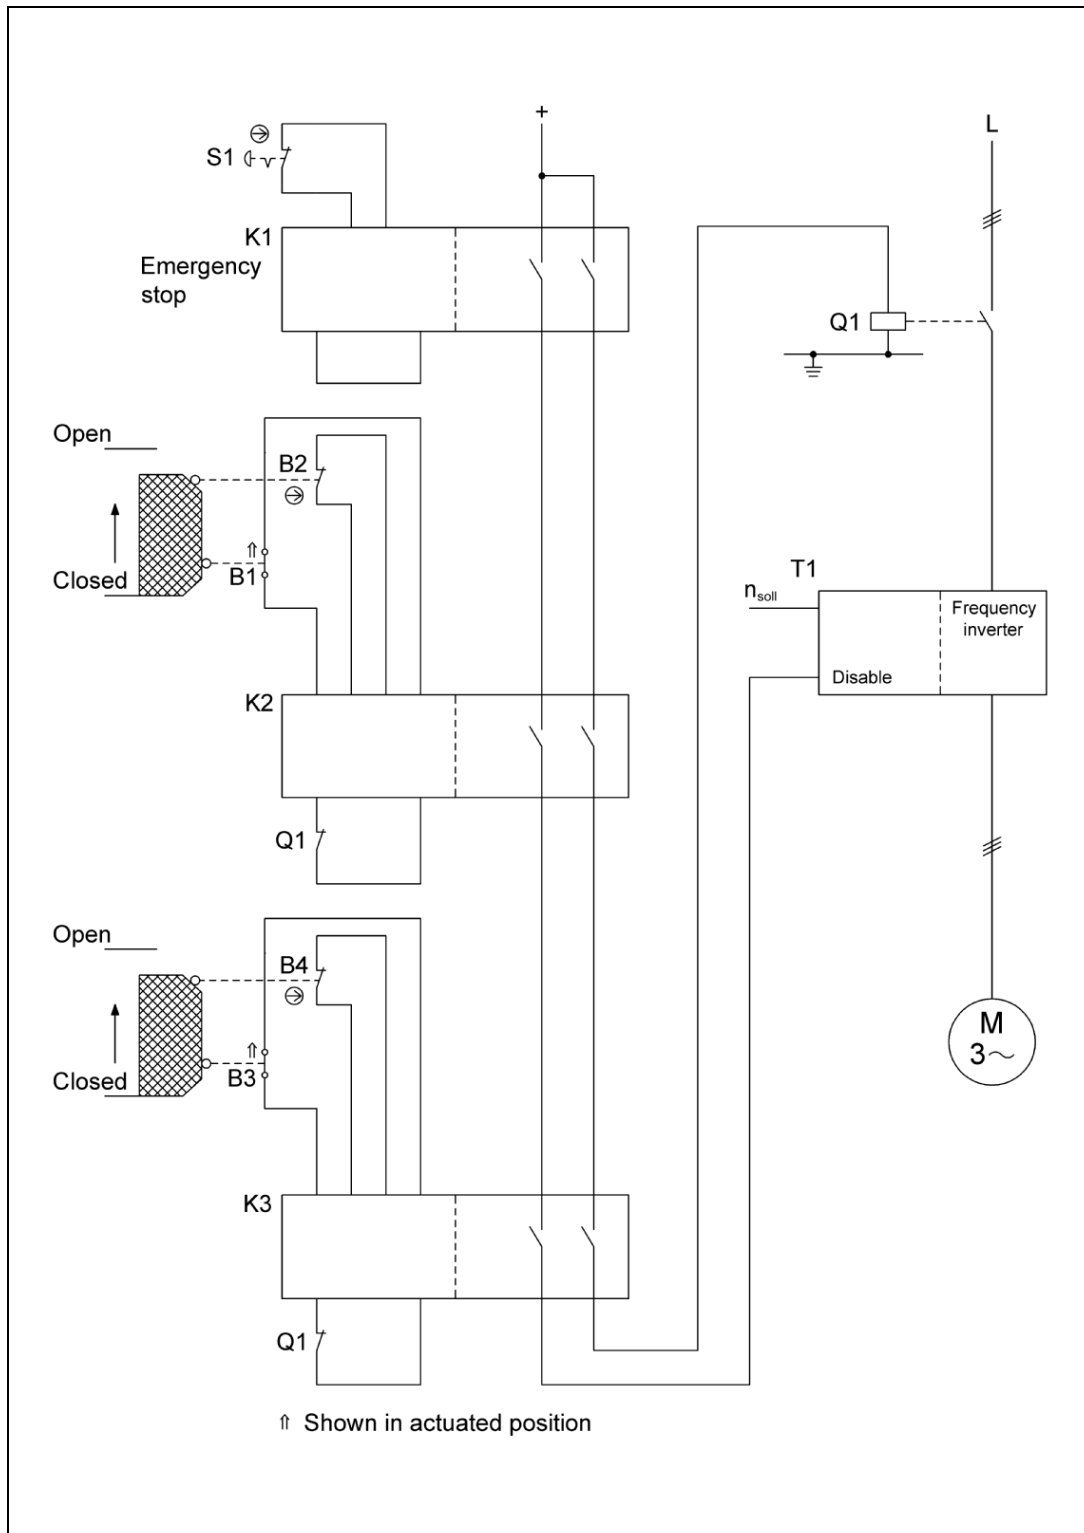 +
L
S1
K1
Emergency
stop
Q1
Open
B2
Closed
B1
T1
n soll
Frequency
inverter
Disable
K2
Q1
Open
B4
Closed
B3
M
3~
K3
Q1
⇑ Shown in actuated position